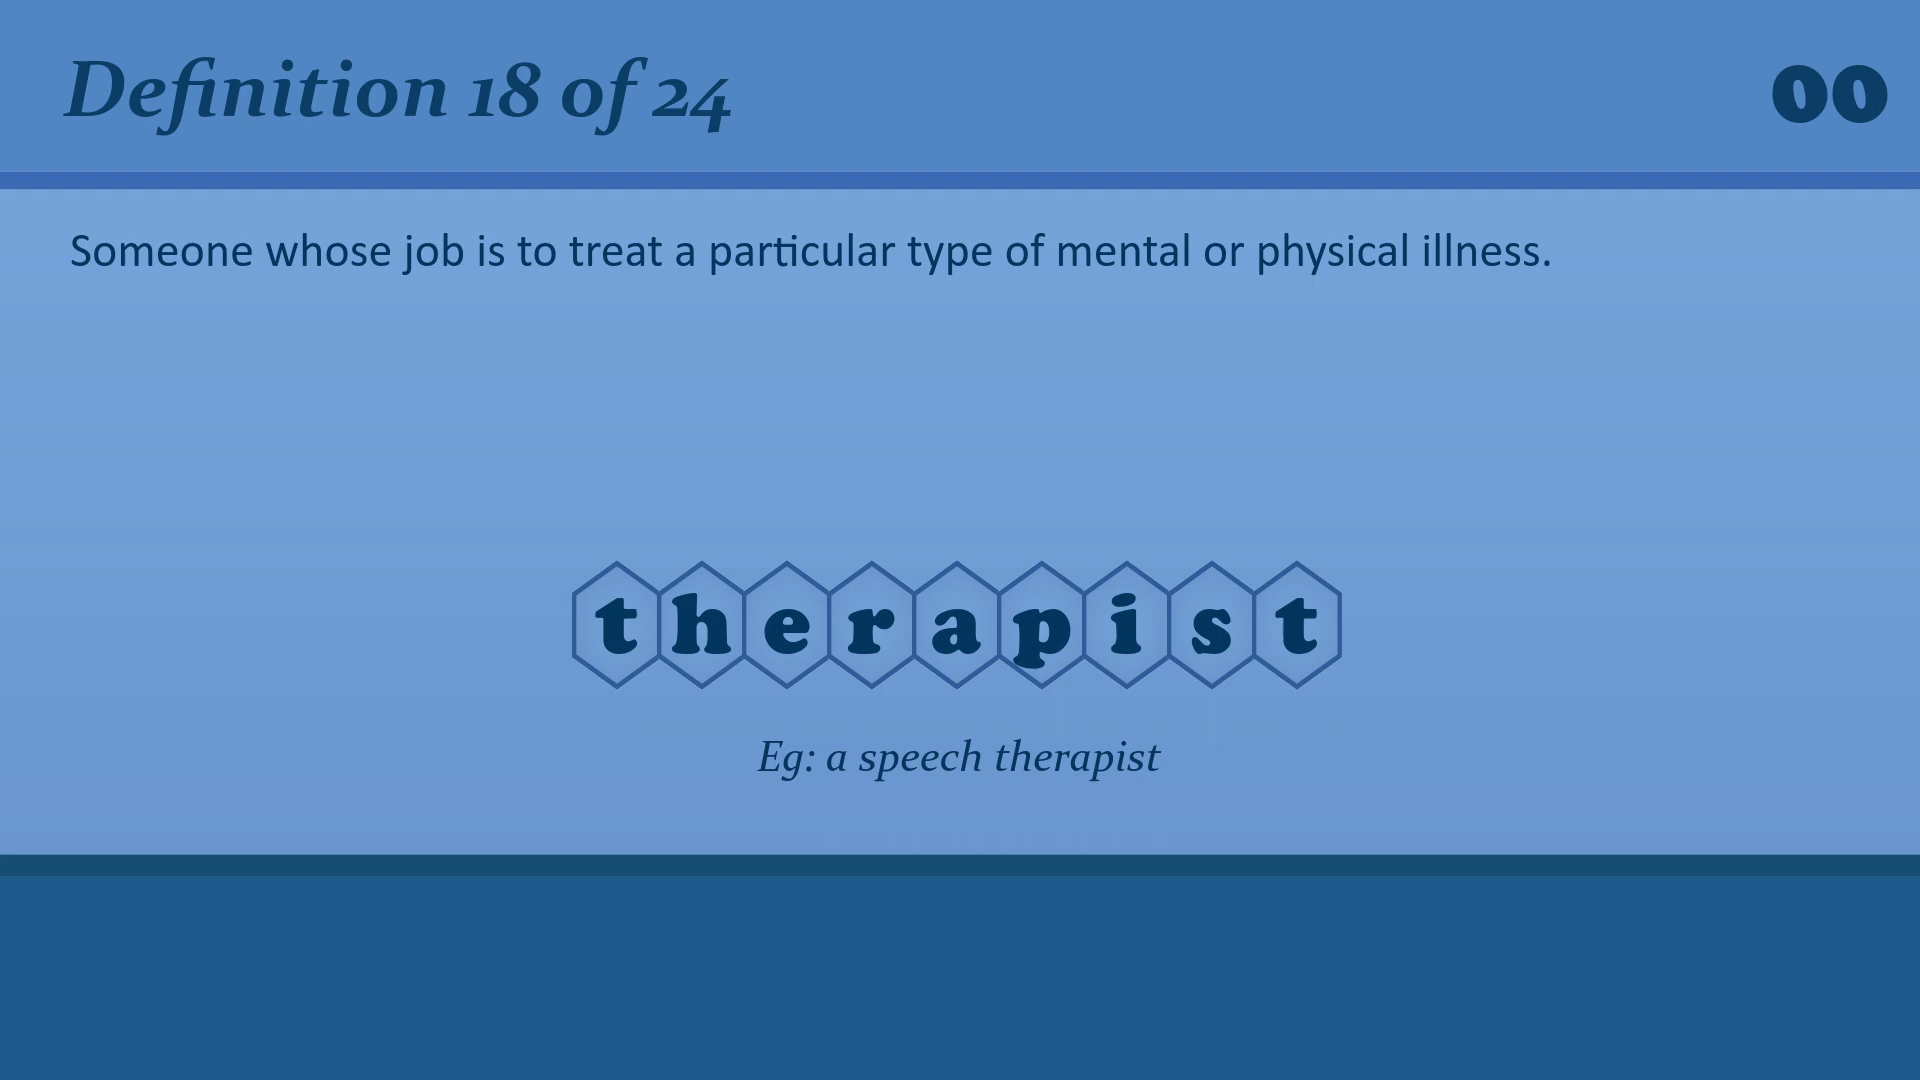 Definition 18 of 24
00
Someone whose job is to treat a particular type of mental or physical illness.
therapist
Eg: a speech therapist